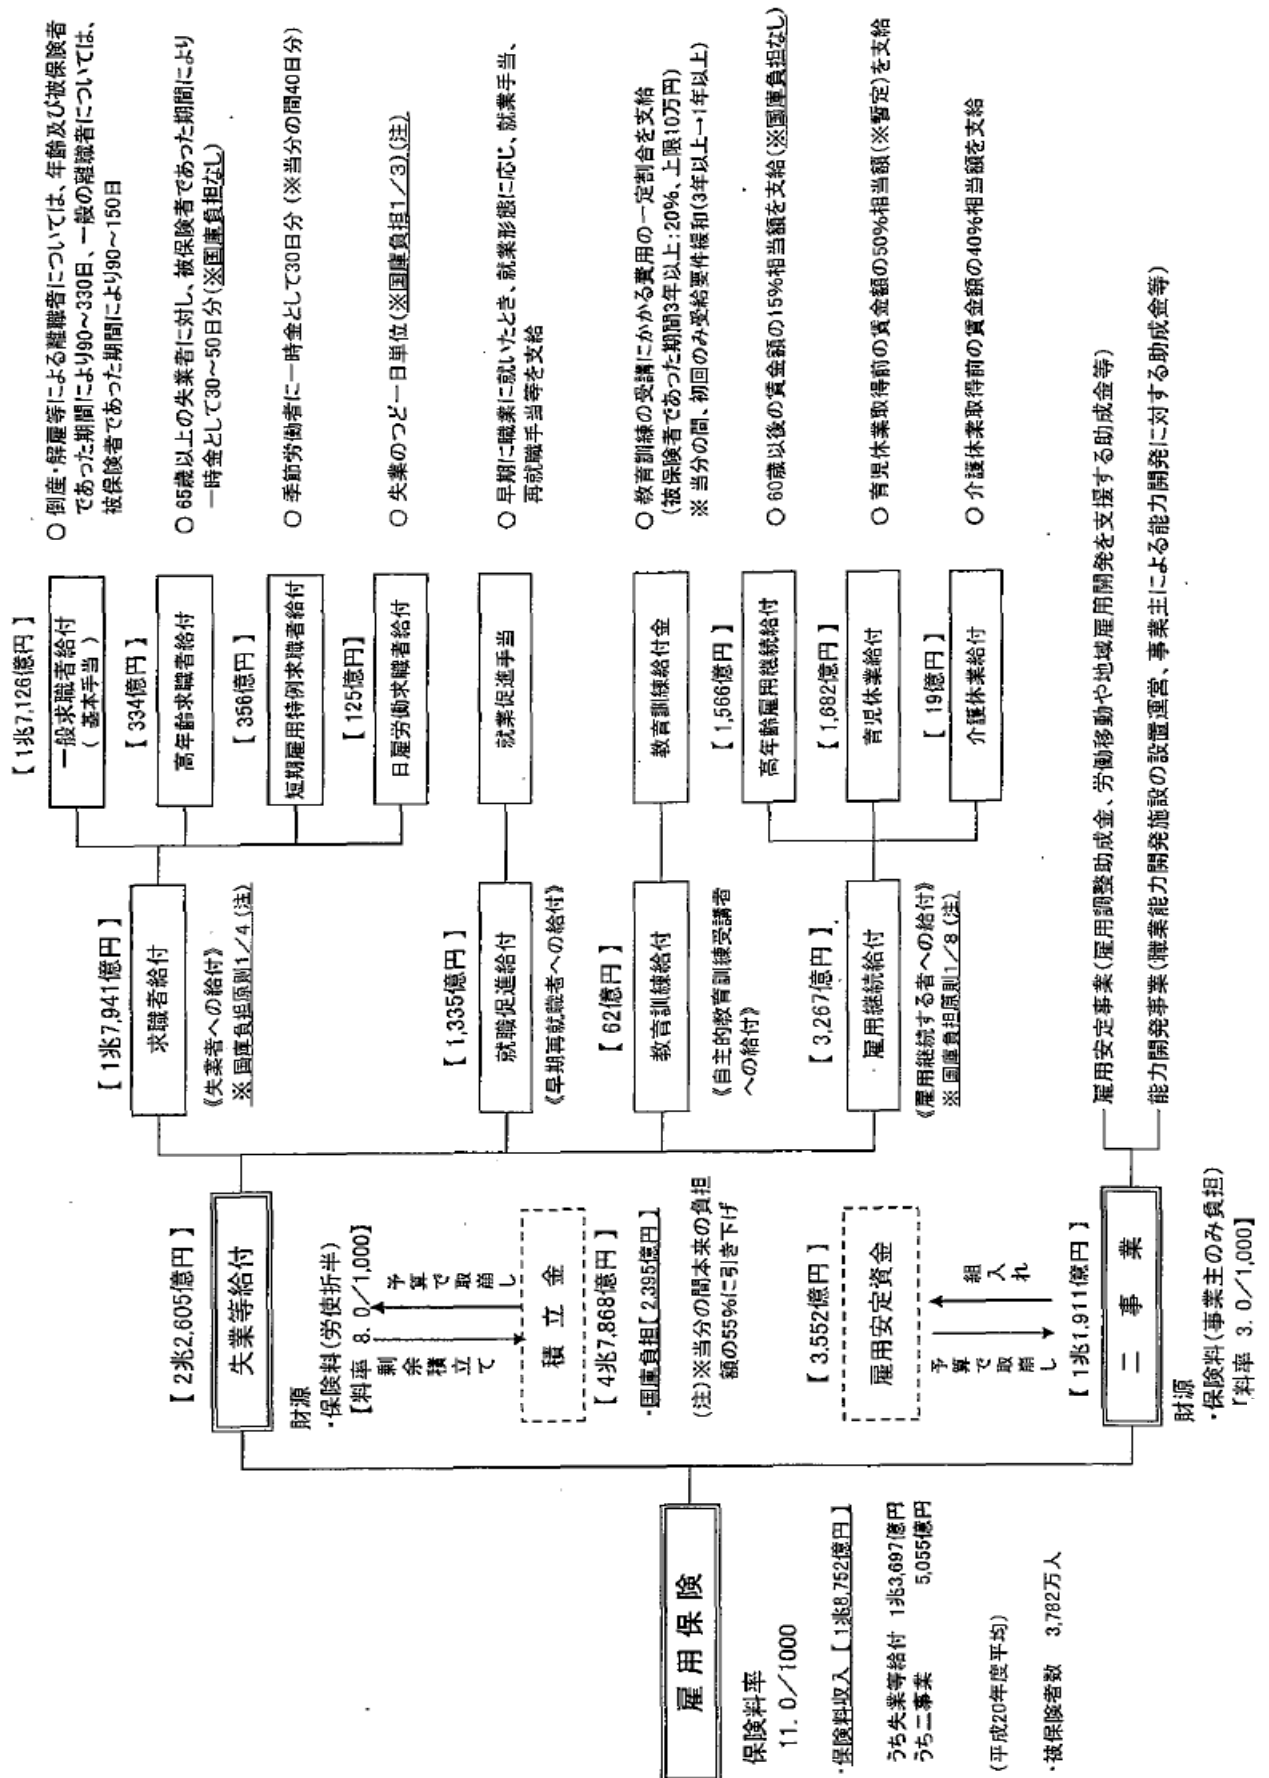 雇用保険
保険料率
11.0／1000
・保険料収入【1兆8,752億円】
うち失業等給付 1兆3,697億円
うち二事業 5,055億円
(平成20年度平均)
・被保険者数 3,782万人
【2兆2,605億円】
失業等給付
財源
・保険料(労使折半)
【料率 8.0／1,000】
剰余積立て
予算で取崩し
積立金
【4兆7,868億円】
・国庫負担【2,395億円】
(注)※当分の間本来の負担
額の55%に引き下げ
【3,552億円】
雇用安定資金
予算で取崩し
組入れ
【1兆1,911億円】
二事業
財源
・保険料(事業主のみ負担)
「料率 3.0／1,000】
【1兆7,941億円】
求職者給付
《失業者への給付》
※国庫負担原則1／4(注)
【1,335億円】
就職促進給付
《早期再就職者への給付》
【62億円】
教育訓練給付
《自主的教育訓練受講者
への給付》
【3,267億円】
雇用継続給付
《雇用継続する者への給付》
※国庫負担原則1／8(注)
【1兆7,126億円】
一般求職者給付
(基本手当)
○倒産・解雇等による離職者については、年齢及び被保険者
であった期間により90～330日、一般の離職者については、
被保険者であった期間により90～150日
【334億円】
高年齢求職者給付
○65歳以上の失業者に対し、被保険者であった期間により
一時金として30～50日分(※国庫負担なし)
【356億円】
短期雇用特例求職者給付
○季節労働者に一時金として30日分(※当分の間40日分)
【125億円】
日雇労働求職者給付
○失業のつど一日単位(※国庫負担1／3)(注)
就業促進手当
○早期に職業に就いたとき、就業形態に応じ、就業手当、
再就職手当等を支給
教育訓練給付金
○教育訓練の受講にかかる費用の一定割合を支給
(被保険者であった期間3年以上：20%、上限10万円)
※当分の間、初回のみ受給要件緩和(3年以上→1年以上)
【1,566億円】
高年齢雇用継続給付
○60歳以後の賃金額の15%相当額を支給(※国庫負担なし)
【1,682億円】
育児休業給付
○育児休業取得前の賃金額の50%相当額(※暫定)を支給
【19億円】
介護休業給付
○介護休業取得前の賃金額の40%相当額を支給
雇用安定事業(雇用調整助成金、労働移動や地域雇用開発を支援する助成金等)
能力開発事業(職業能力開発施設の設置運営、事業主による能力開発に対する助成金等)